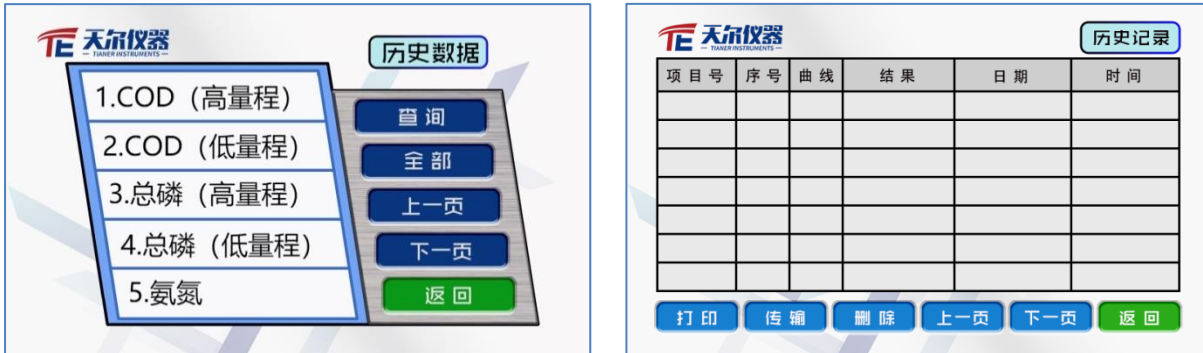 天尔仪器
TIANER INSTRUMENTS
历史数据
1.COD（高量程）
2.COD（低量程）
3.总磷（高量程）
4.总磷（低量程）
5.氨氮
查询
全部
上一页
下一页
返回
天尔仪器
TIANER INSTRUMENTS
历史记录
项目号 序号 曲线 结果 日期 时间
打印 传输 删除 上一页 下一页 返回